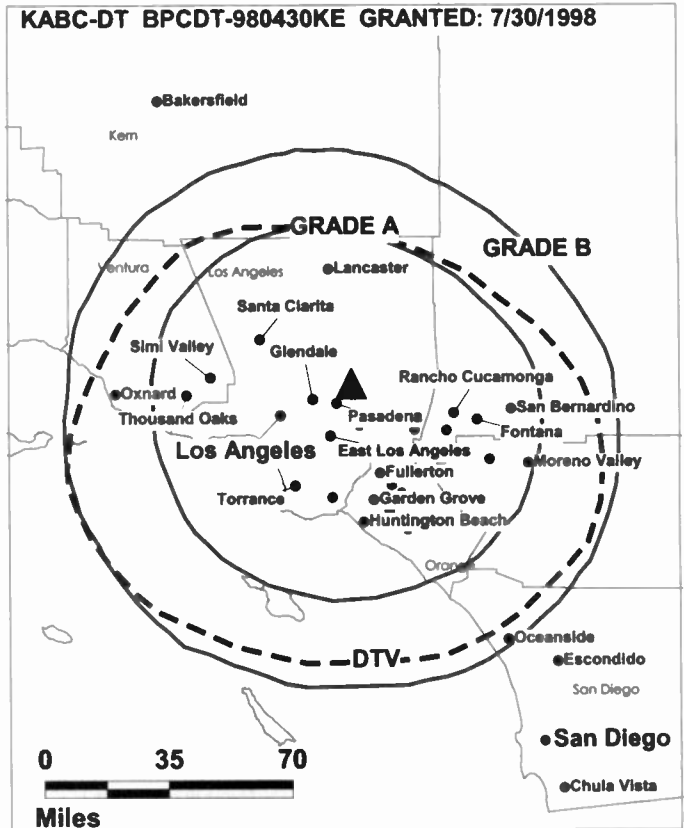 KABC-DT BPCDT-980430KE GRANTED: 7/30/1998
Bakersfield
Kern
GRADE A
GRADE B
Ventura
Los Angeles
Lancaster
Santa Clarita
Simi Valley
Glendale
Rancho Cucamonga
Oxnard
Pasadena
San Bernardino
Thousand Oaks
Fontana
Los Angeles
East Los Angeles
Moreno Valley
Fullerton
Torrance
Garden Grove
Huntington Beach
Orange
Oceanside
DTV
Escondido
San Diego
San Diego
Chula Vista
0 35 70
Miles